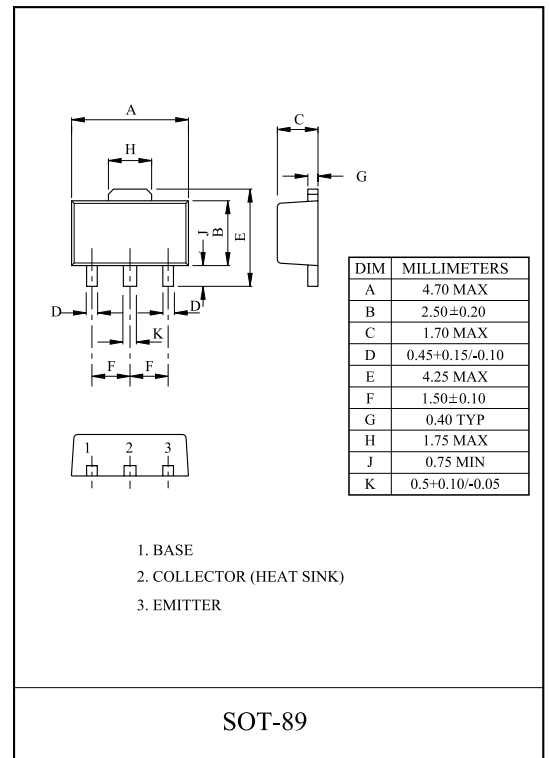 A
H
C
G
J
B
E
D
D
K
F
F
DIM MILLIMETERS
A 4.70 MAX
B 2.50±0.20
C 1.70 MAX
D 0.45+0.15/-0.10
E 4.25 MAX
F 1.50±0.10
G 0.40 TYP
H 1.75 MAX
J 0.75 MIN
K 0.5+0.10/-0.05
1 2 3
1. BASE
2. COLLECTOR (HEAT SINK)
3. EMITTER
SOT-89